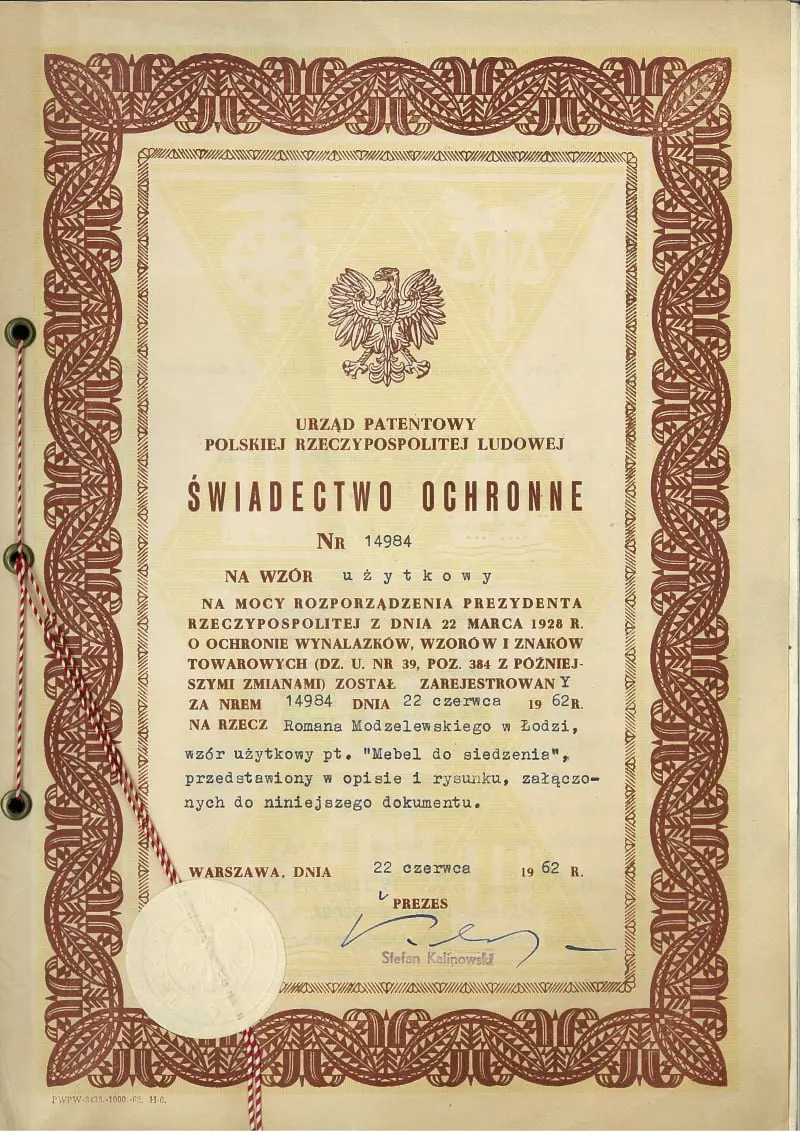 URZĄD PATENTOWY
POLSKIEJ RZECZYPOSPOLITEJ LUDOWEJ
ŚWIADECTWO OCHRONNE
NR 14984
NA WZÓR użytkowy
NA MOCY ROZPORZĄDZENIA PREZYDENTA
RZECZYPOSPOLITEJ Z DNIA 22 MARCA 1928 R.
O OCHRONIE WYNALAZKÓW, WZORÓW I ZNAKÓW
TOWAROWYCH (DZ. U. NR 39, POZ. 384 Z PÓŹNIEJ-
SZYMI ZMIANAMI) ZOSTAŁ ZAREJESTROWANY
ZA NREM 14984 DNIA 22 czerwca 1962 R.
NA RZECZ Romana Modzelewskiego w Łodzi,
wzór użytkowy pt. "Mebel do siedzenia",
przedstawiony w opisie i rysunku, załączo-
nych do niniejszego dokumentu.
WARSZAWA, DNIA 22 czerwca 1962 R.
PREZES
Stefan Kalinowski